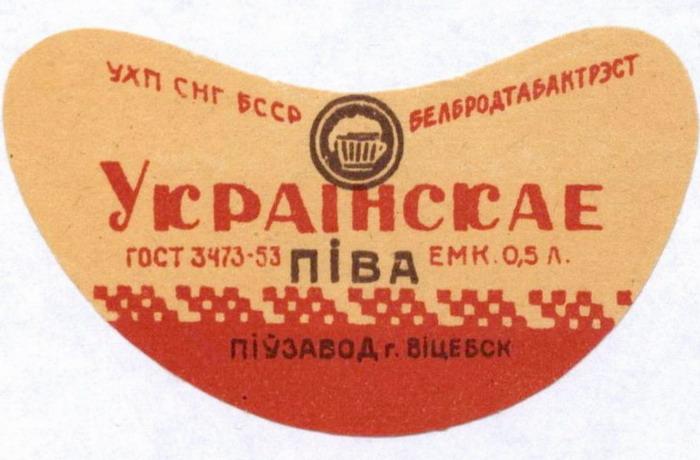 УХП СНГ БССР БЕЛБРОДТАБАКТРЭСТ
УКРАІНСКАЕ
ГОСТ 3473-53 ПІВА ЕМК. 0,5 Л.
ПІЎЗАВОД г. ВІЦЕБСК